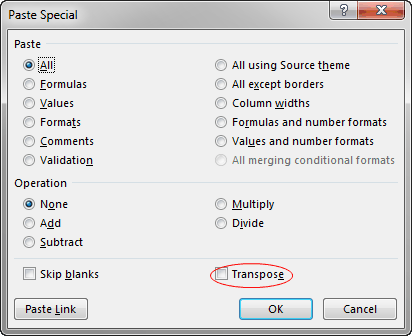 Paste Special
?
Paste
All
All using Source theme
Formulas
All except borders
Values
Column widths
Formats
Formulas and number formats
Comments
Values and number formats
Validation
All merging conditional formats
Operation
None
Multiply
Add
Divide
Subtract
Skip blanks
Transpose
Paste Link
OK
Cancel